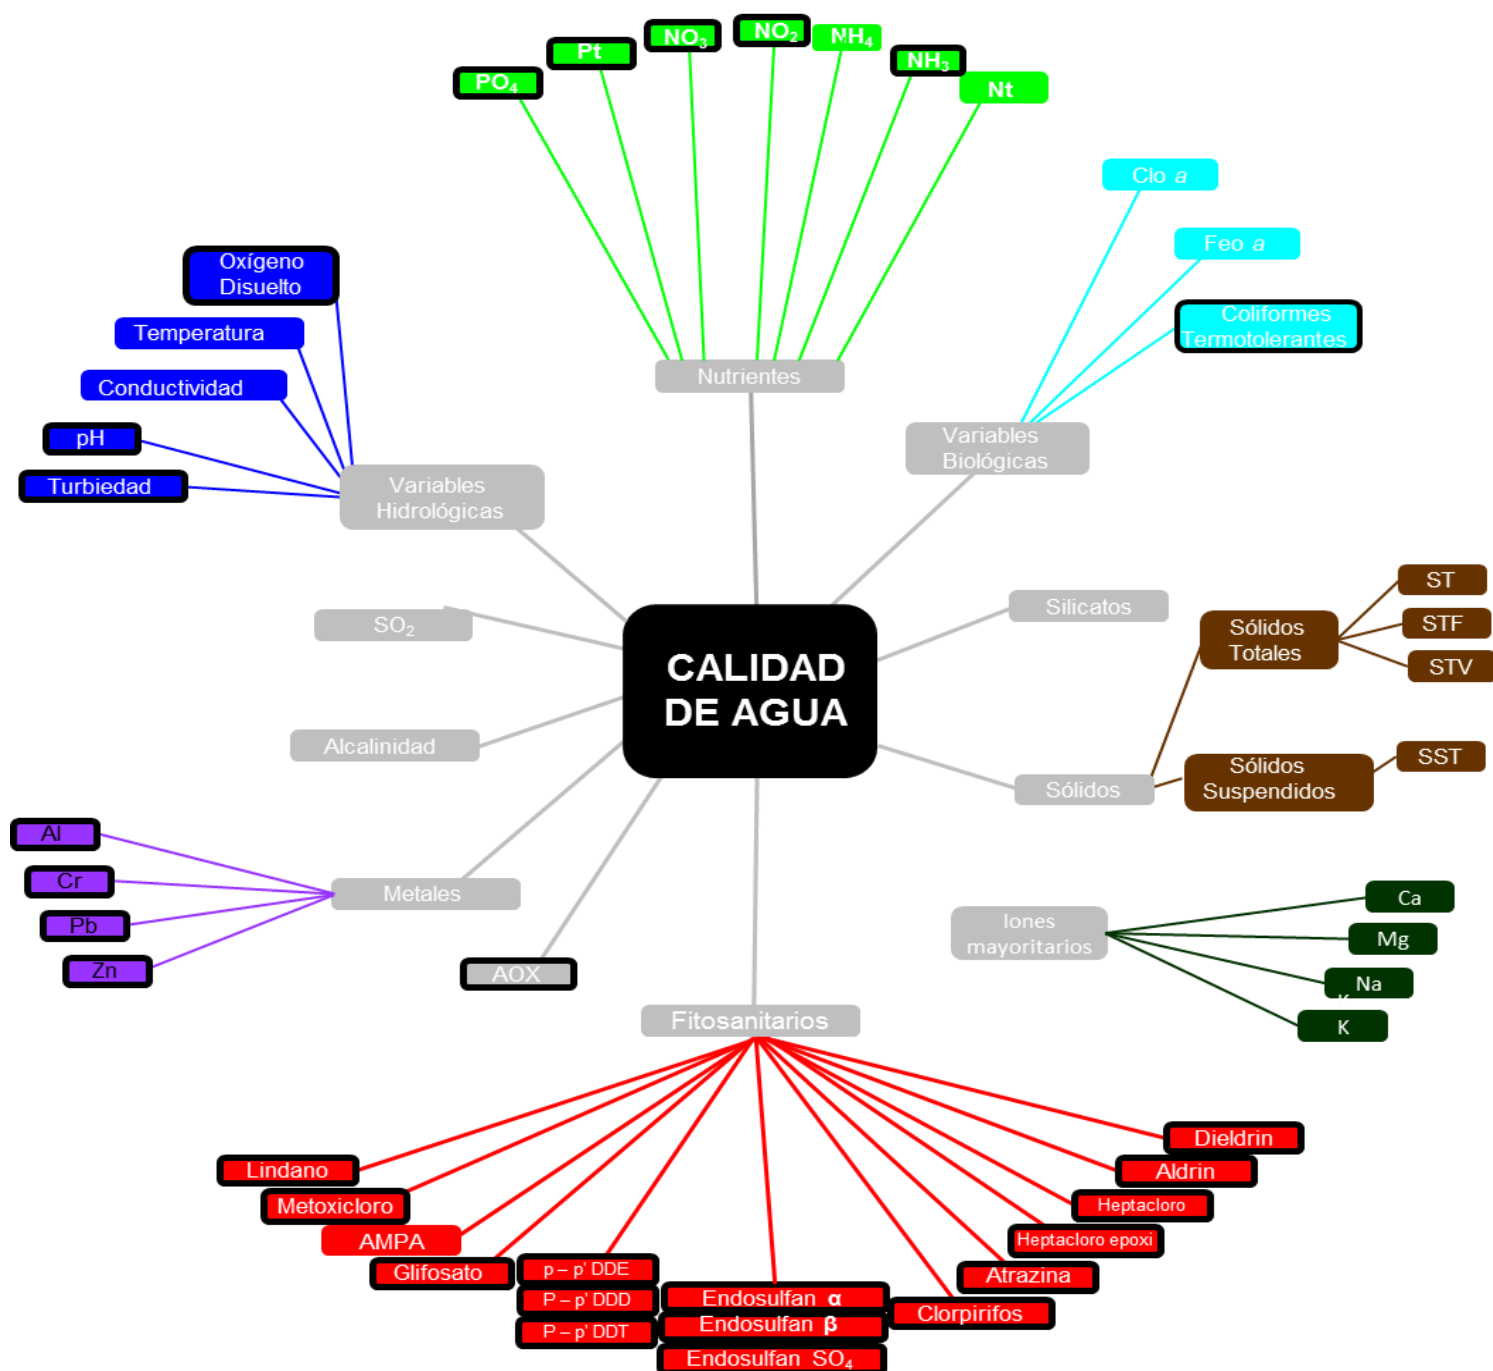 PO₄
Pt
NO₃
NO₂
NH₄
NH₃
Nt
Nutrientes
Clo a
Feo a
Coliformes
Termotolerantes
Variables
Biológicas
Oxígeno
Disuelto
Temperatura
Conductividad
pH
Turbiedad
Variables
Hidrológicas
SO₂
Alcalinidad
CALIDAD
DE AGUA
Silicatos
Sólidos
Sólidos
Totales
ST
STF
STV
Sólidos
Suspendidos
SST
Al
Cr
Pb
Zn
Metales
AOX
Iones
mayoritarios
Ca
Mg
Na
K
K
Fitosanitarios
Lindano
Metoxicloro
AMPA
Glifosato
p – p' DDE
P – p' DDD
P – p' DDT
Endosulfan α
Endosulfan β
Endosulfan SO₄
Clorpirifos
Atrazina
Heptacloro epoxi
Heptacloro
Aldrin
Dieldrin